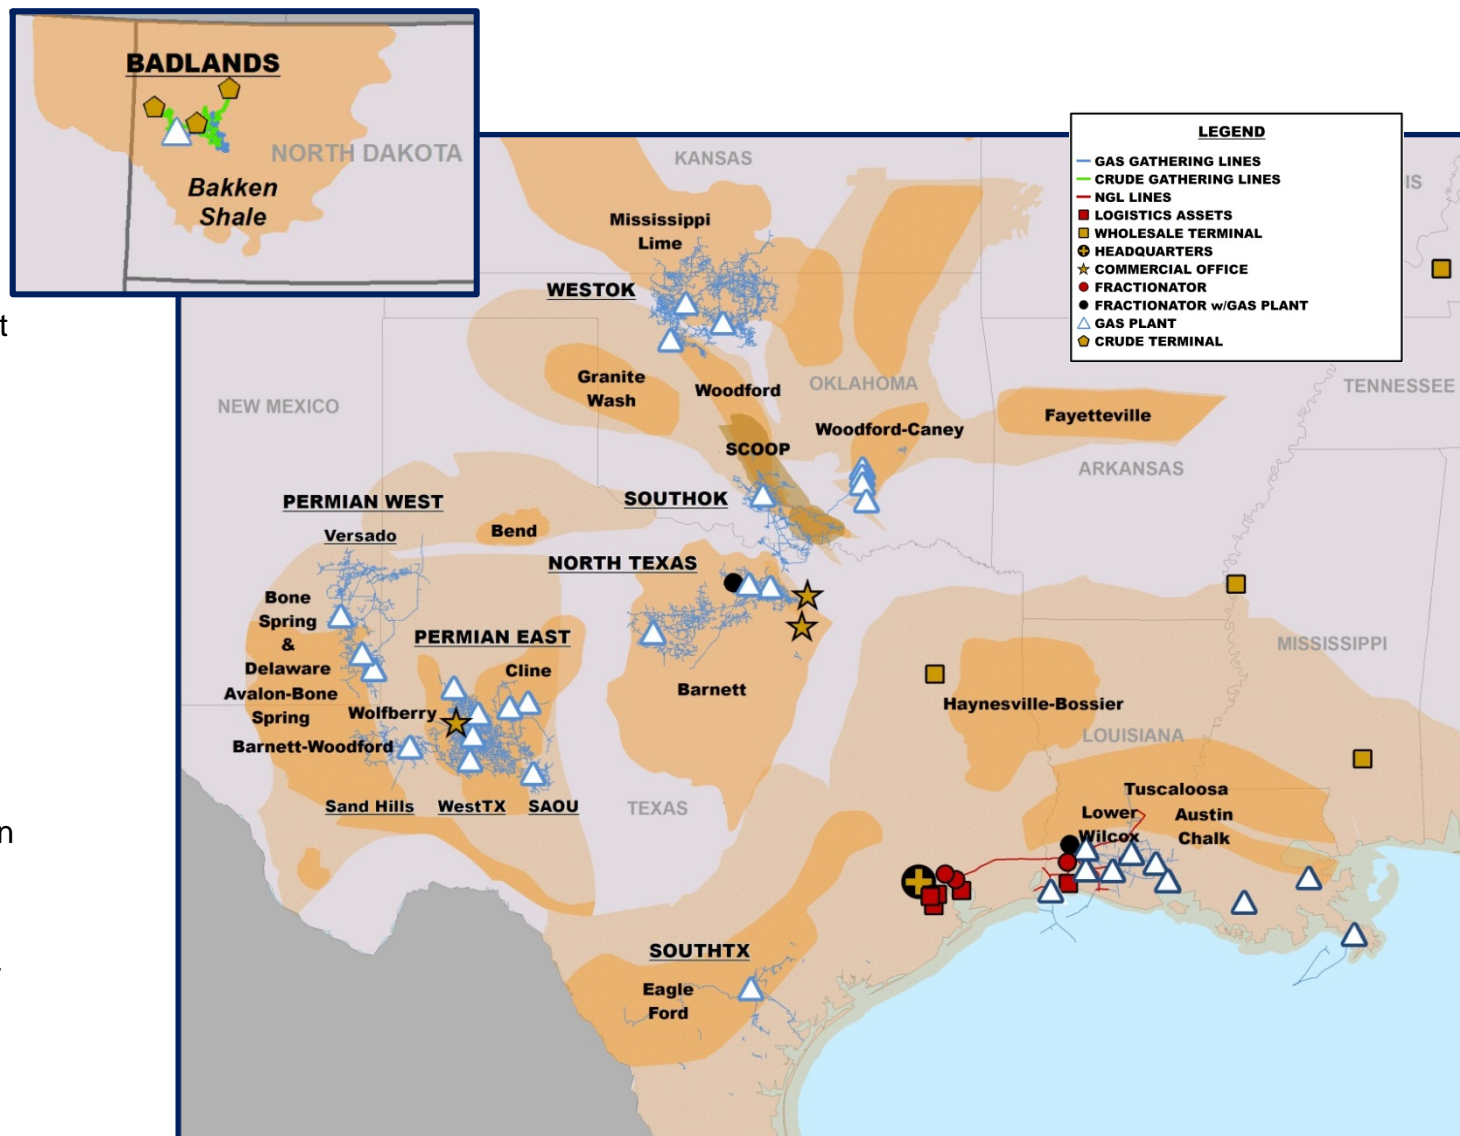 BADLANDS
NORTH DAKOTA
Bakken
Shale
LEGEND
GAS GATHERING LINES
CRUDE GATHERING LINES
NGL LINES
LOGISTICS ASSETS
WHOLESALE TERMINAL
HEADQUARTERS
COMMERCIAL OFFICE
FRACTIONATOR
FRACTIONATOR w/GAS PLANT
GAS PLANT
CRUDE TERMINAL
KANSAS
IS
Mississippi
Lime
WESTOK
t
Granite
Wash
Woodford
OKLAHOMA
TENNESSEE
NEW MEXICO
Fayetteville
Woodford-Caney
SCOOP
ARKANSAS
PERMIAN WEST
SOUTHOK
Versado
Bend
NORTH TEXAS
Bone
Spring
&
Delaware
Avalon-Bone
Spring
PERMIAN EAST
Cline
MISSISSIPPI
Barnett
Wolfberry
Haynesville-Bossier
Barnett-Woodford
LOUISIANA
Sand Hills
WestTX
SAOU
TEXAS
Tuscaloosa
Lower
Wilcox
Austin
Chalk
n
SOUTHTX
Eagle
Ford